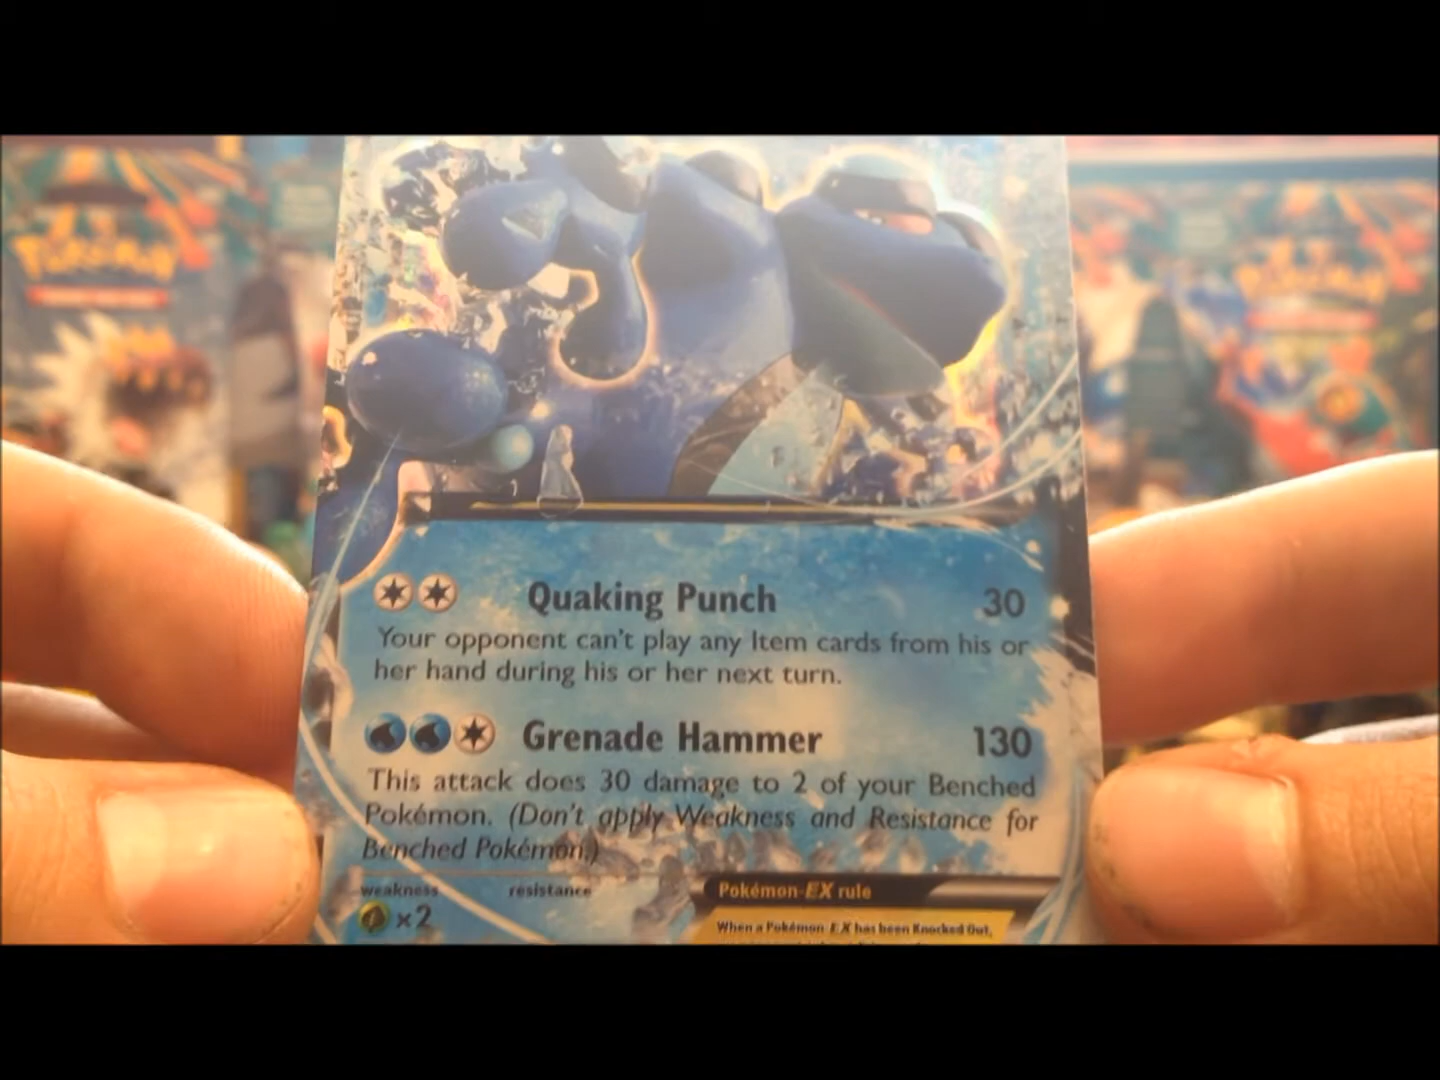 Pokémon
Pokémon
Quaking Punch 30
Your opponent can't play any Item cards from his or
her hand during his or her next turn.
Grenade Hammer 130
This attack does 30 damage to 2 of your Benched
Pokémon. (Don't apply Weakness and Resistance for
Benched Pokémon.)
weakness resistance
×2
Pokémon-EX rule
When a Pokémon-EX has been Knocked Out,